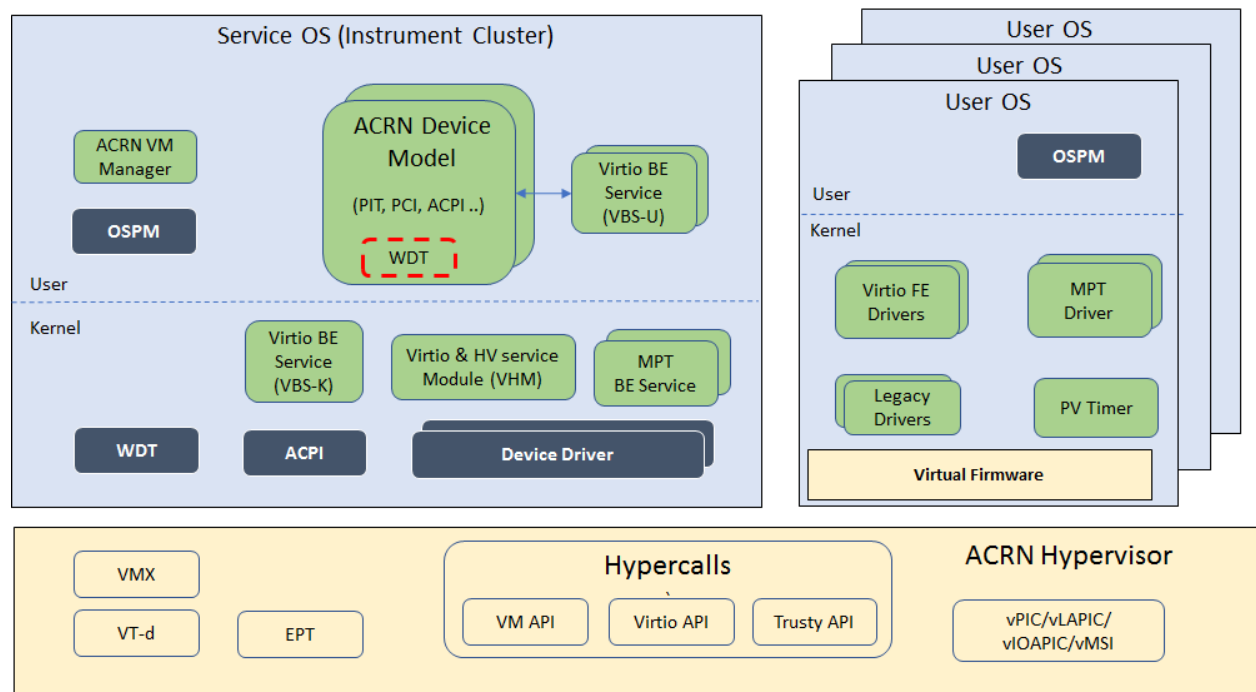 Service OS (Instrument Cluster)
ACRN VM
Manager
OSPM
ACRN Device
Model
(PIT, PCI, ACPI ..)
WDT
Virtio BE
Service
(VBS-U)
User
Kernel
Virtio BE
Service
(VBS-K)
Virtio & HV service
Module (VHM)
MPT
BE Service
WDT
ACPI
Device Driver
User OS
User OS
User OS
OSPM
User
Kernel
Virtio FE
Drivers
MPT
Driver
Legacy
Drivers
PV Timer
Virtual Firmware
VMX
VT-d
EPT
Hypercalls
VM API
Virtio API
Trusty API
ACRN Hypervisor
vPIC/vLAPIC/
vIOAPIC/vMSI